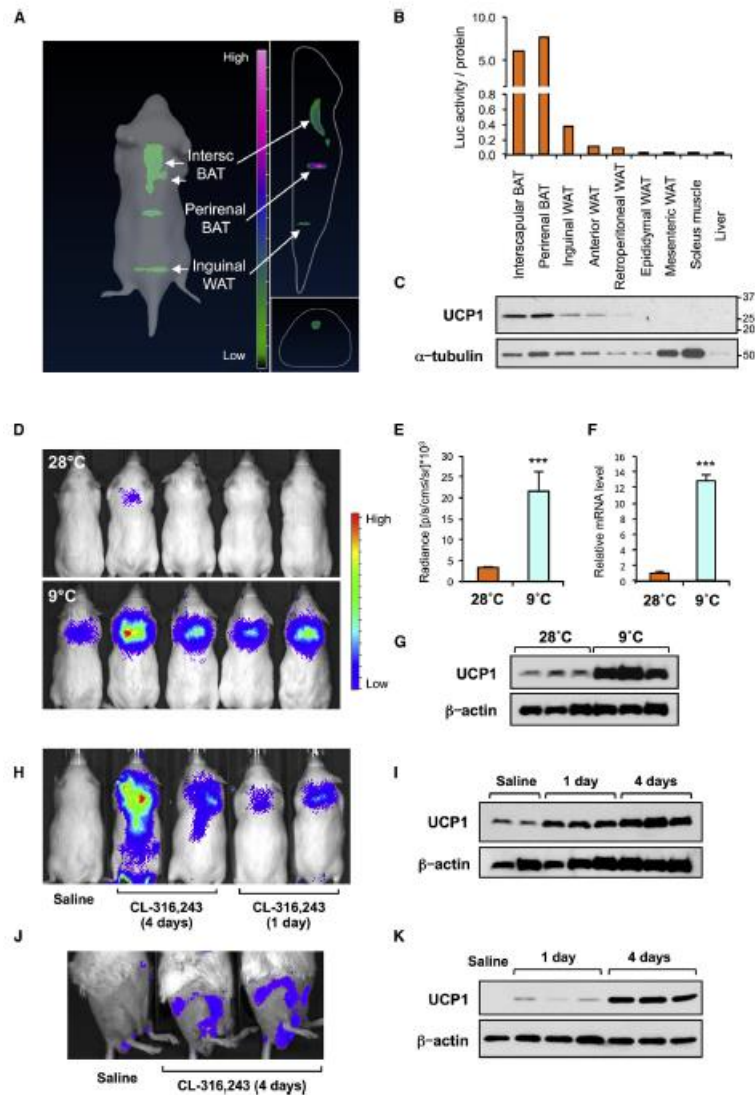 A
High
Intersc
BAT
Perirenal
BAT
Inguinal
WAT
Low
B
Luc activity / protein
10.0
5.0
0.8
0.6
0.4
0.2
0.0
Interscapular BAT
Perirenal BAT
Inguinal WAT
Anterior WAT
Retroperitoneal WAT
Epididymal WAT
Mesenteric WAT
Soleus muscle
Liver
C
UCP1
37
25
20
α-tubulin
50
D
28°C
9°C
High
Low
E
Radiance [p/s/cms/sr]*10³
30
25
20
15
10
5
0
***
28˚C
9˚C
F
Relative mRNA level
16
14
12
10
8
6
4
2
0
***
28˚C
9˚C
G
28˚C
9˚C
UCP1
β-actin
H
Saline
CL-316,243
(4 days)
CL-316,243
(1 day)
I
Saline
1 day
4 days
UCP1
β-actin
J
Saline
CL-316,243 (4 days)
K
Saline
1 day
4 days
UCP1
β-actin